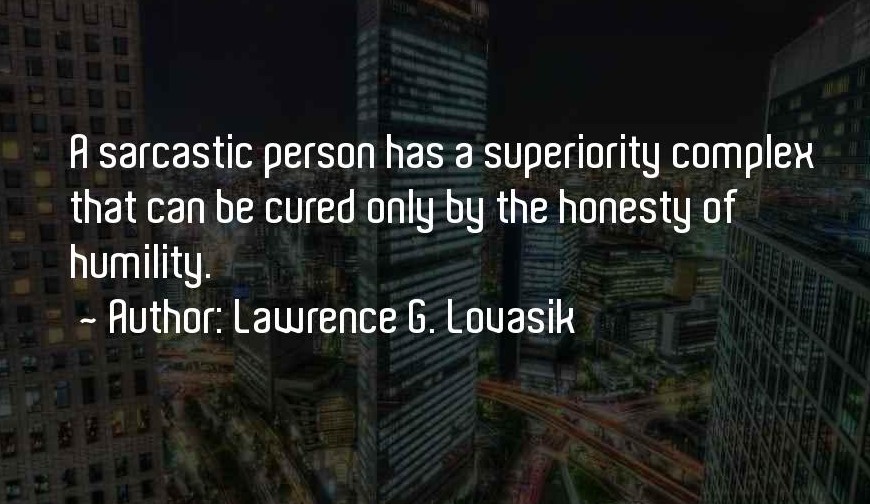 A sarcastic person has a superiority complex
that can be cured only by the honesty of
humility.
~ Author: Lawrence G. Lovasik